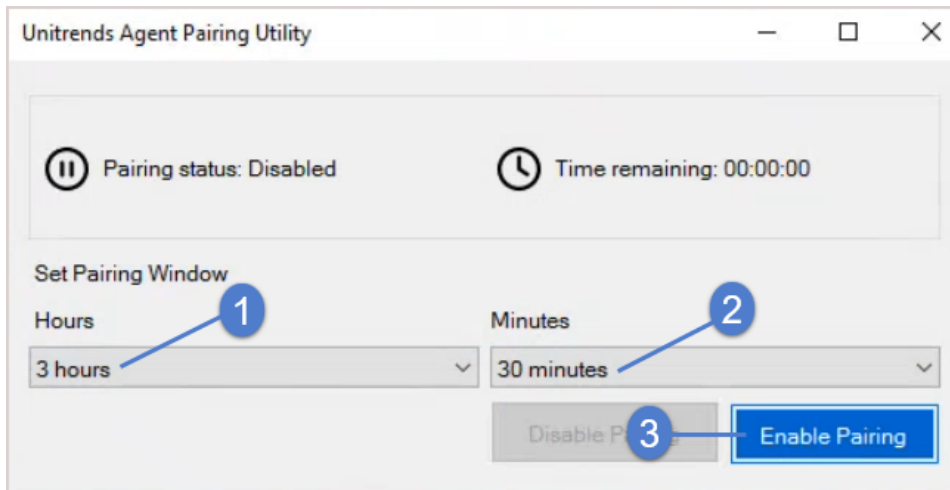 Unitrends Agent Pairing Utility
Pairing status: Disabled
Time remaining: 00:00:00
Set Pairing Window
1
2
Hours
Minutes
3 hours
30 minutes
Disable
3
Enable Pairing